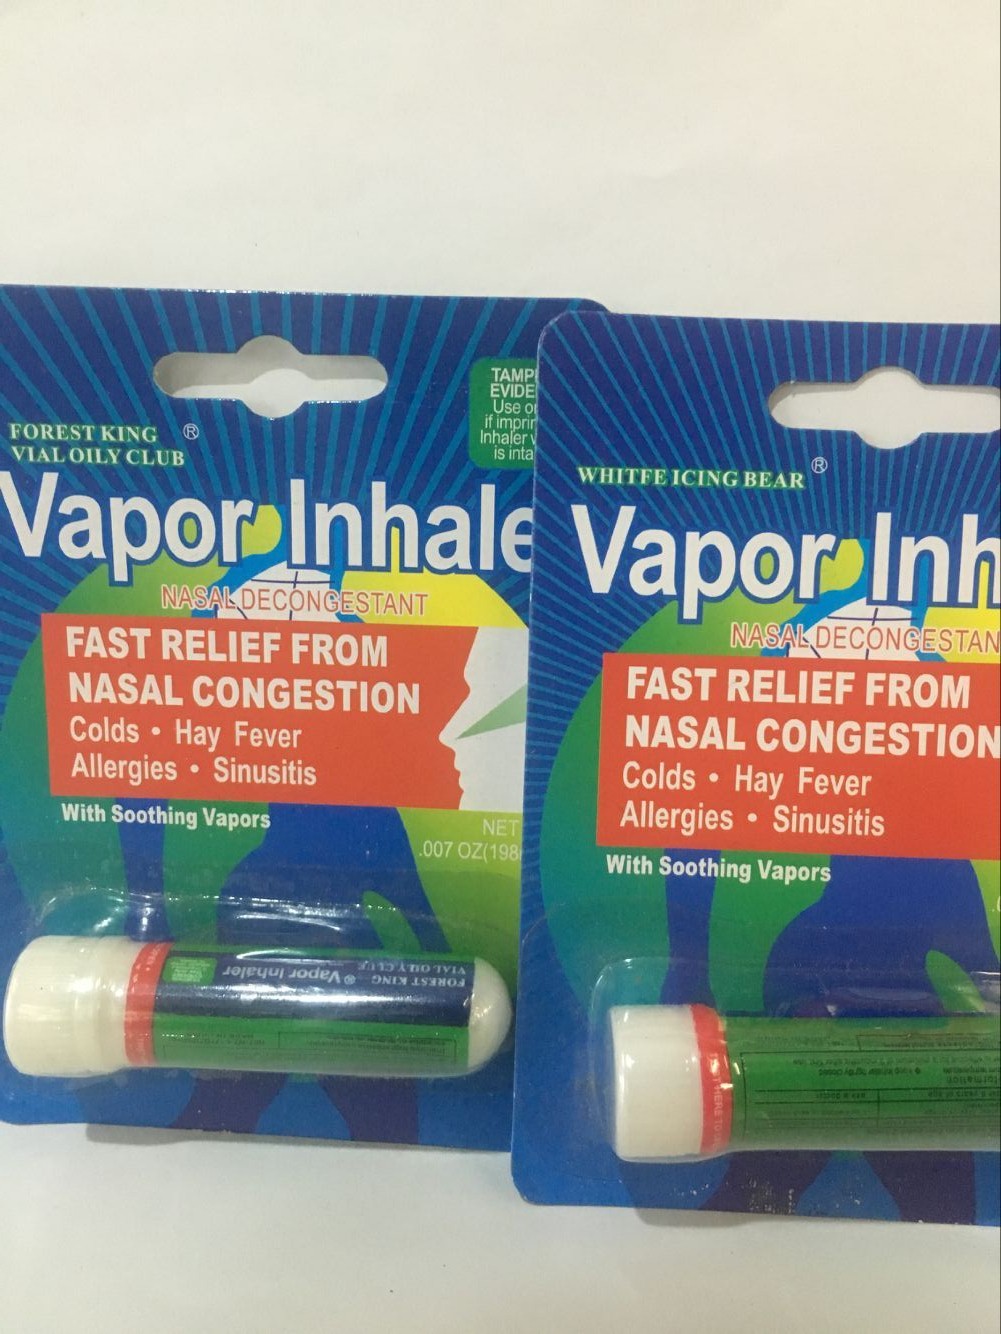 FOREST KING
VIAL OILY CLUB ®
Vapor Inhale
NASAL DECONGESTANT
FAST RELIEF FROM
NASAL CONGESTION
Colds • Hay Fever
Allergies • Sinusitis
With Soothing Vapors
NET
.007 OZ(198
TAMP
EVIDE
Use o
if imprin
Inhaler
is inta
VIAL OILY CLUE
FOREST KING
® Vapor Inhaler
WHITFE ICING BEAR ®
Vapor Inh
NASAL DECONGESTAN
FAST RELIEF FROM
NASAL CONGESTION
Colds • Hay Fever
Allergies • Sinusitis
With Soothing Vapors